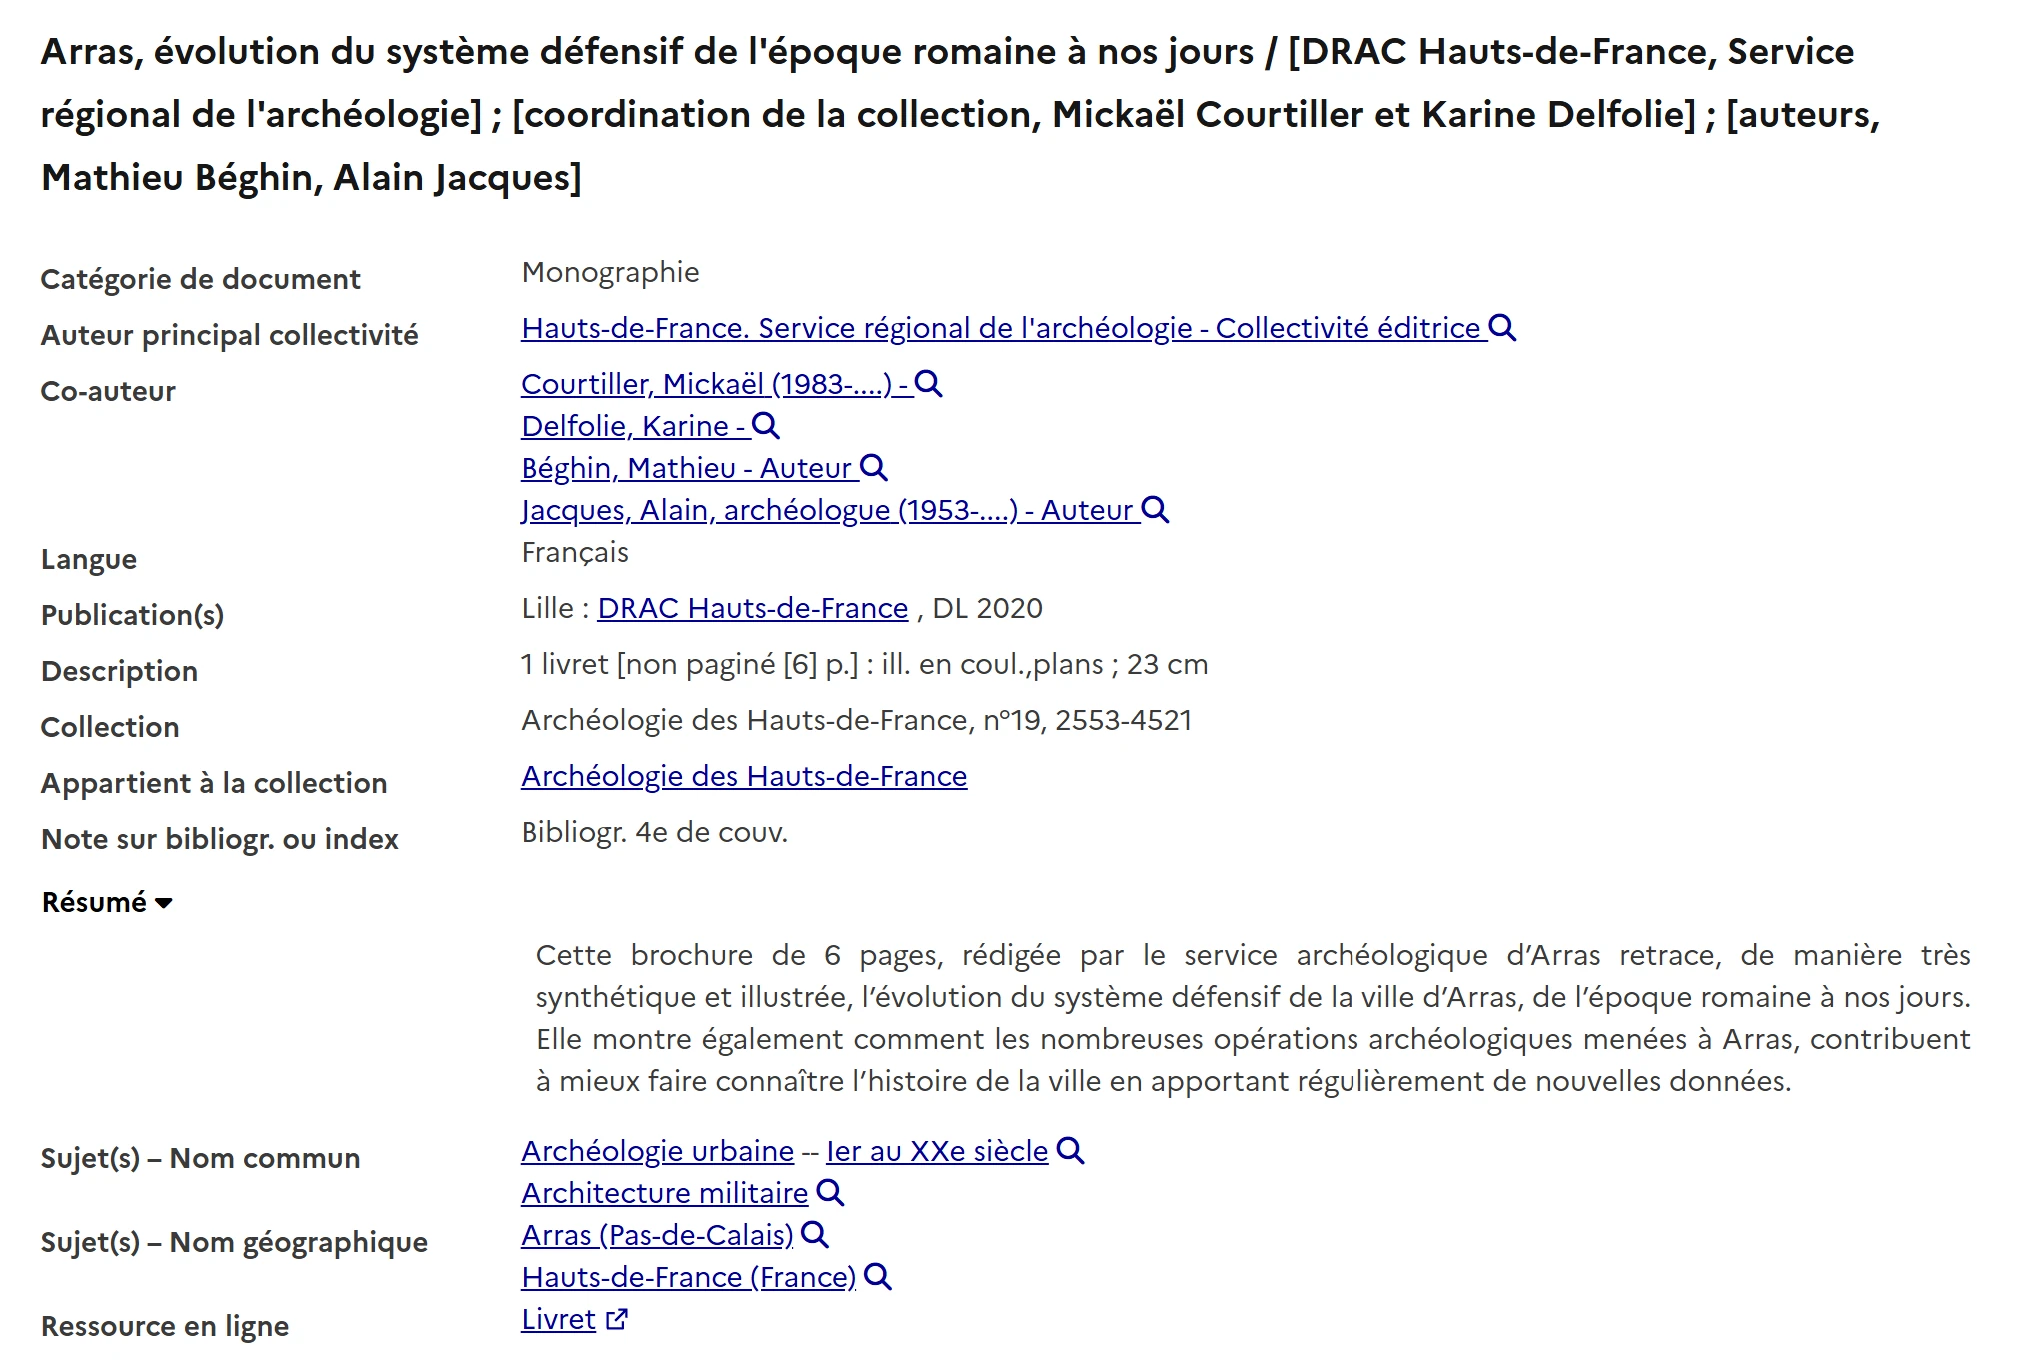 Arras, évolution du système défensif de l'époque romaine à nos jours / [DRAC Hauts-de-France, Service
régional de l'archéologie] ; [coordination de la collection, Mickaël Courtiller et Karine Delfolie] ; [auteurs,
Mathieu Béghin, Alain Jacques]
Catégorie de document Monographie
Auteur principal collectivité Hauts-de-France. Service régional de l'archéologie - Collectivité éditrice
Co-auteur Courtiller, Mickaël (1983-....) -
Delfolie, Karine -
Béghin, Mathieu - Auteur
Jacques, Alain, archéologue (1953-....) - Auteur
Langue Français
Publication(s) Lille : DRAC Hauts-de-France , DL 2020
Description 1 livret [non paginé [6] p.] : ill. en coul.,plans ; 23 cm
Collection Archéologie des Hauts-de-France, nº19, 2553-4521
Appartient à la collection Archéologie des Hauts-de-France
Note sur bibliogr. ou index Bibliogr. 4e de couv.
Résumé
Cette brochure de 6 pages, rédigée par le service archéologique d’Arras retrace, de manière très
synthétique et illustrée, l’évolution du système défensif de la ville d’Arras, de l’époque romaine à nos jours.
Elle montre également comment les nombreuses opérations archéologiques menées à Arras, contribuent
à mieux faire connaître l’histoire de la ville en apportant régulièrement de nouvelles données.
Sujet(s) – Nom commun Archéologie urbaine -- Ier au XXe siècle
Architecture militaire
Sujet(s) – Nom géographique Arras (Pas-de-Calais)
Hauts-de-France (France)
Ressource en ligne Livret